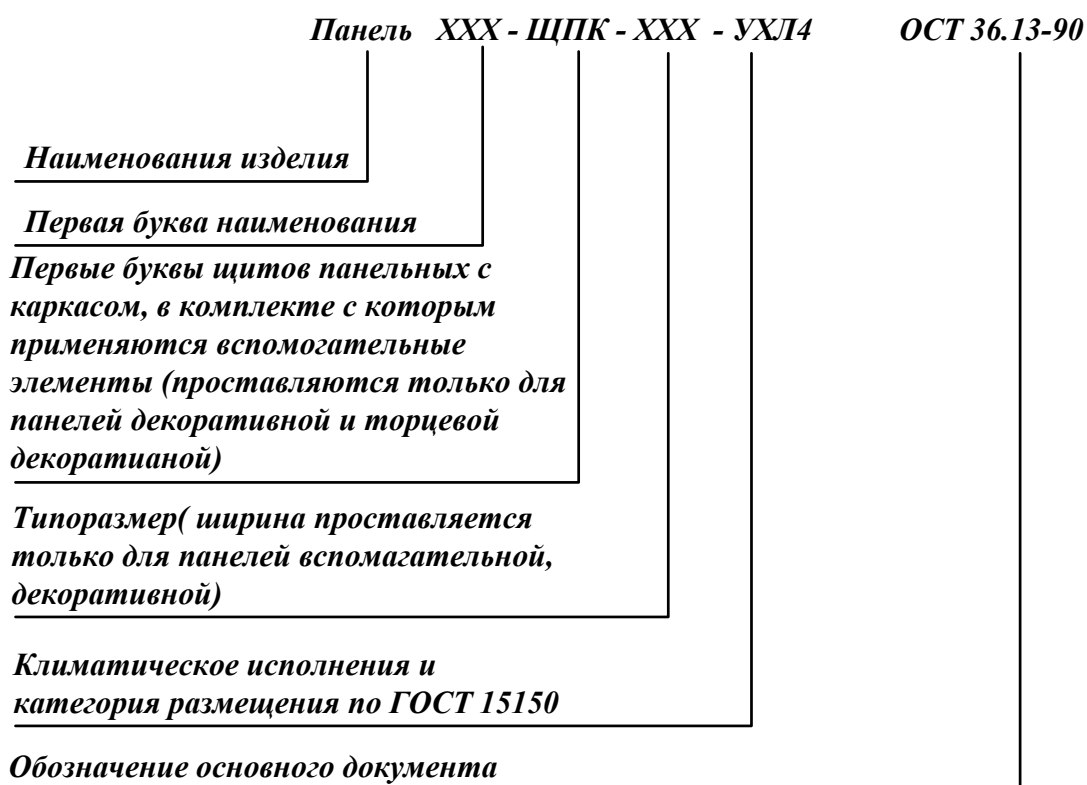 Панель ХХХ - ЩПК - ХХХ - УХЛ4 ОСТ 36.13-90
Наименования изделия
Первая буква наименования
Первые буквы щитов панельных с
каркасом, в комплекте с которым
применяются вспомогательные
элементы (проставляются только для
панелей декоративной и торцевой
декоратианой)
Типоразмер( ширина проставляется
только для панелей вспомагательной,
декоративной)
Климатическое исполнения и
категория размещения по ГОСТ 15150
Обозначение основного документа